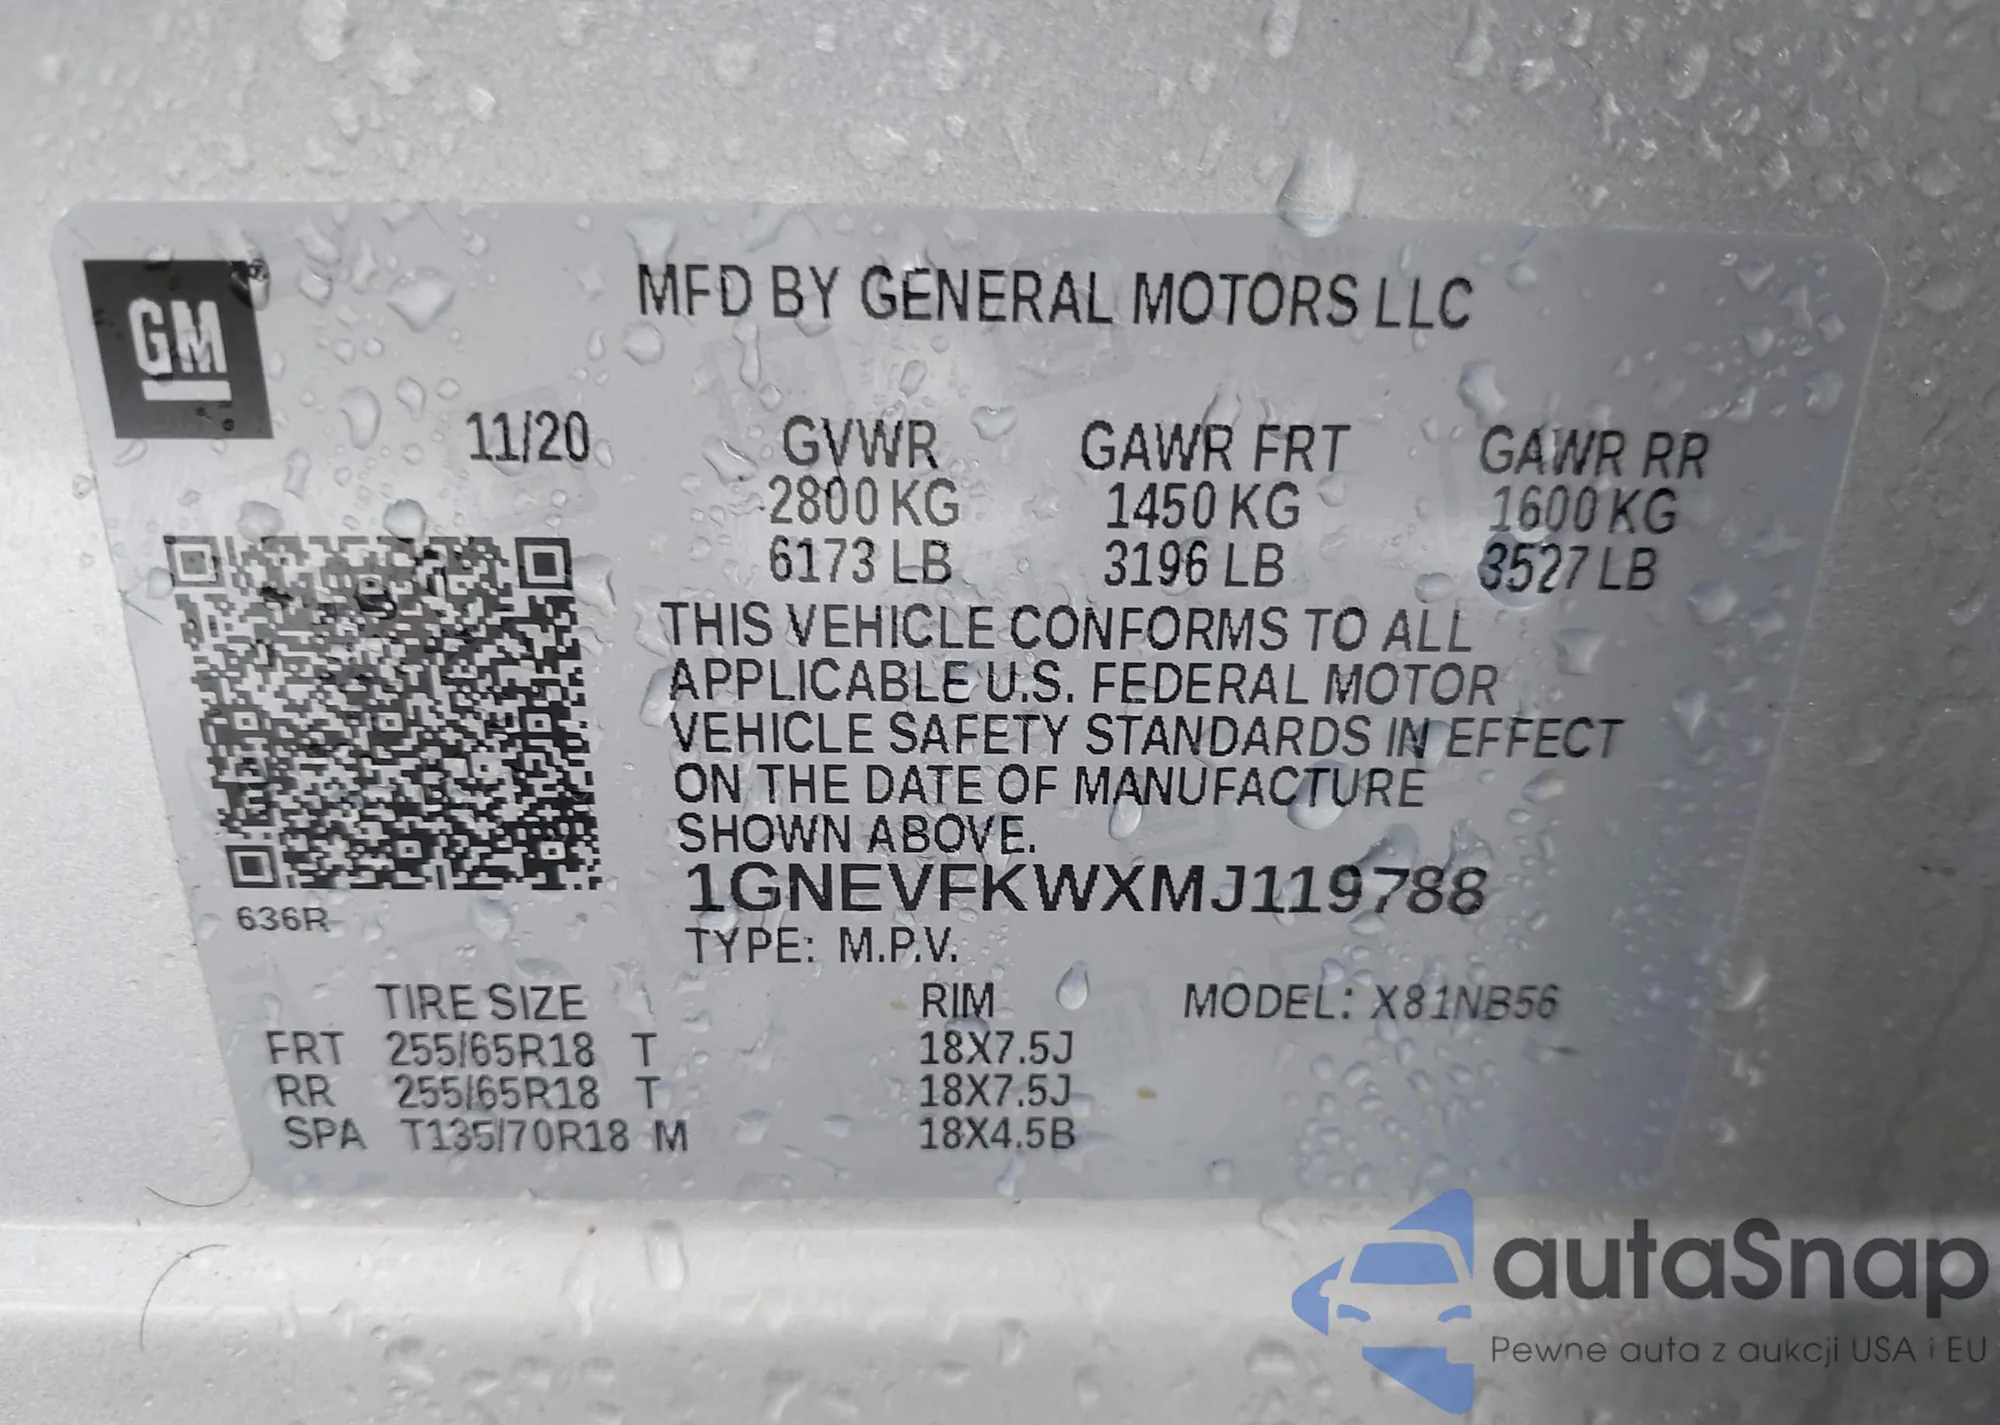 GM
MFD BY GENERAL MOTORS LLC
11/20 GVWR GAWR FRT GAWR RR
2800 KG 1450 KG 1600 KG
6173 LB 3196 LB 3527 LB
THIS VEHICLE CONFORMS TO ALL
APPLICABLE U.S. FEDERAL MOTOR
VEHICLE SAFETY STANDARDS IN EFFECT
ON THE DATE OF MANUFACTURE
SHOWN ABOVE.
1GNEVFKWXMJ119788
636R
TYPE: M.P.V.
TIRE SIZE RIM MODEL: X81NB56
FRT 255/65R18 T 18X7.5J
RR 255/65R18 T 18X7.5J
SPA T135/70R18 M 18X4.5B
autaSnap
Pewne auta z aukcji USA i EU